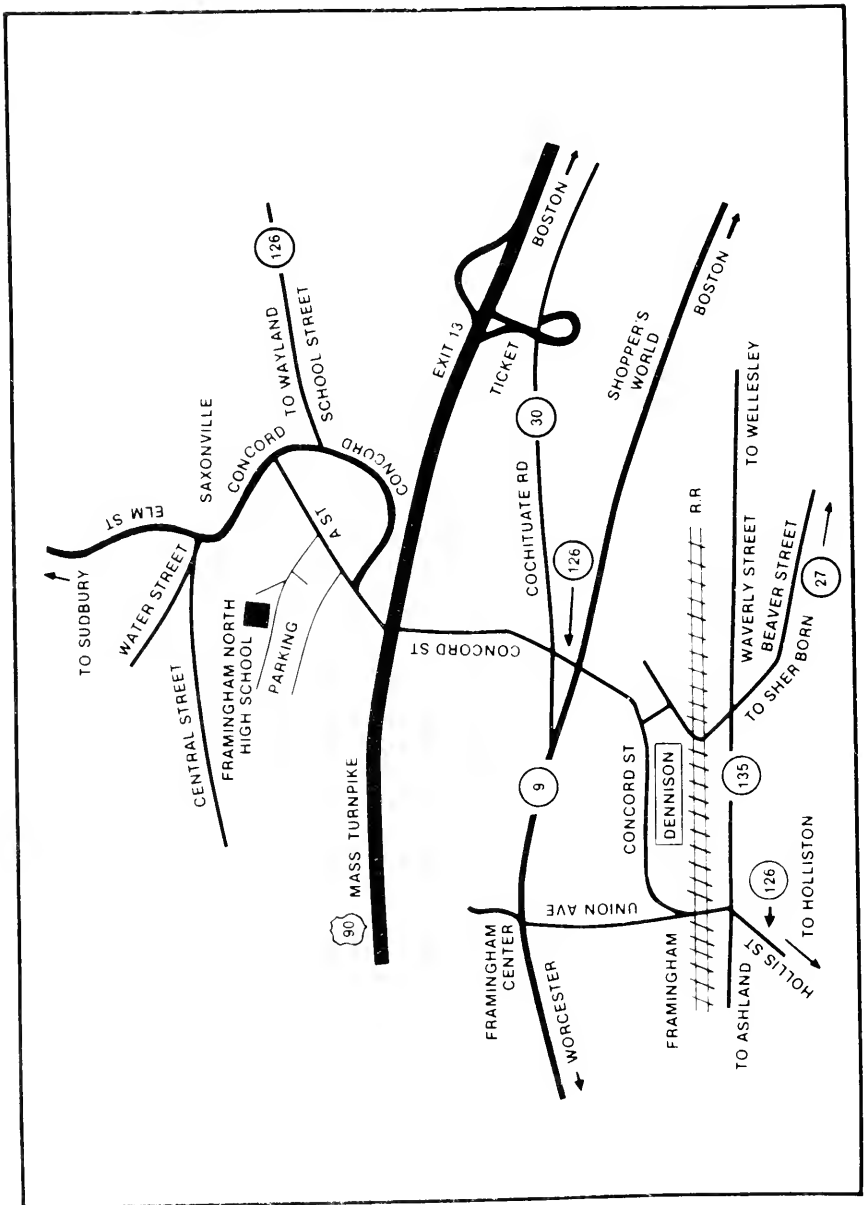 TO SUDBURY
ELM ST
WATER STREET
SAXONVILLE
CENTRAL STREET
CONCORD
TO WAYLAND
126
SCHOOL STREET
CONCORD
A ST
FRAMINGHAM NORTH
HIGH SCHOOL
PARKING
90
MASS TURNPIKE
EXIT 13
BOSTON
TICKET
30
COCHITUATE RD
CONCORD ST
126
SHOPPER'S
WORLD
BOSTON
9
FRAMINGHAM
CENTER
WORCESTER
UNION AVE
CONCORD ST
DENNISON
R.R
FRAMINGHAM
WAVERLY STREET
TO WELLESLEY
BEAVER STREET
27
TO SHER BORN
135
TO ASHLAND
126
HOLLIS ST
TO HOLLISTON